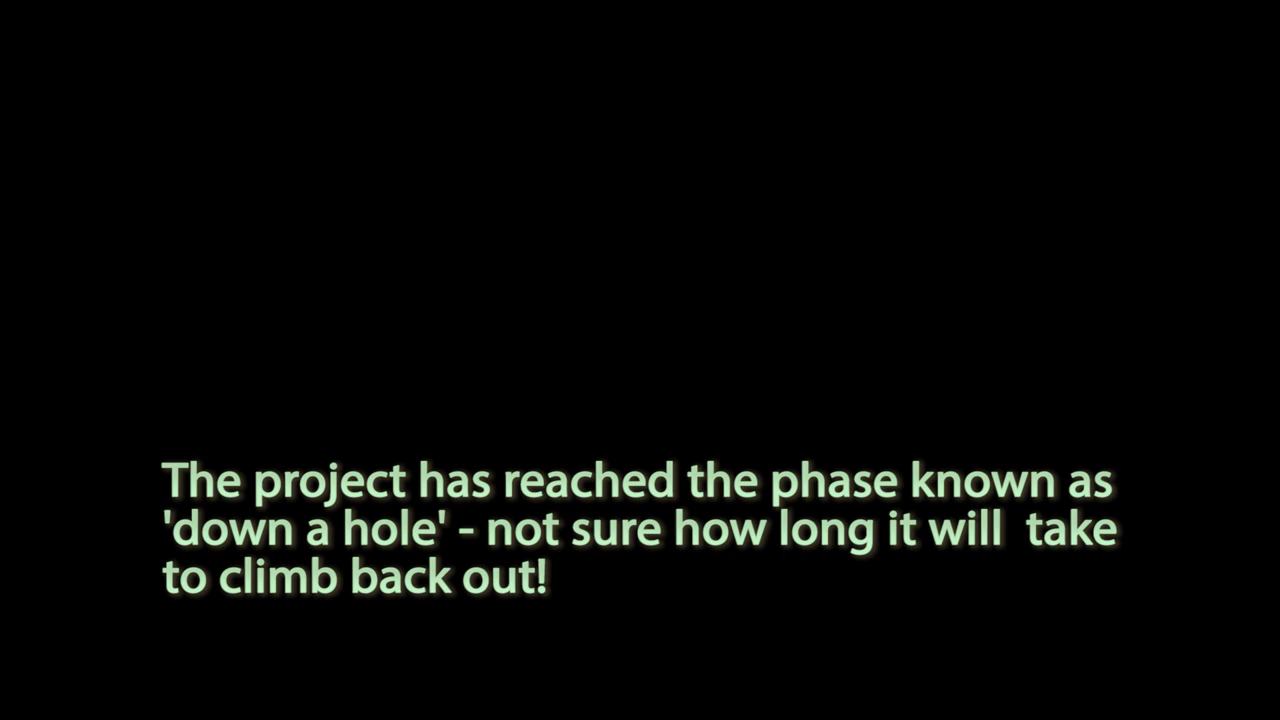 The project has reached the phase known as
'down a hole' - not sure how long it will  take
to climb back out!